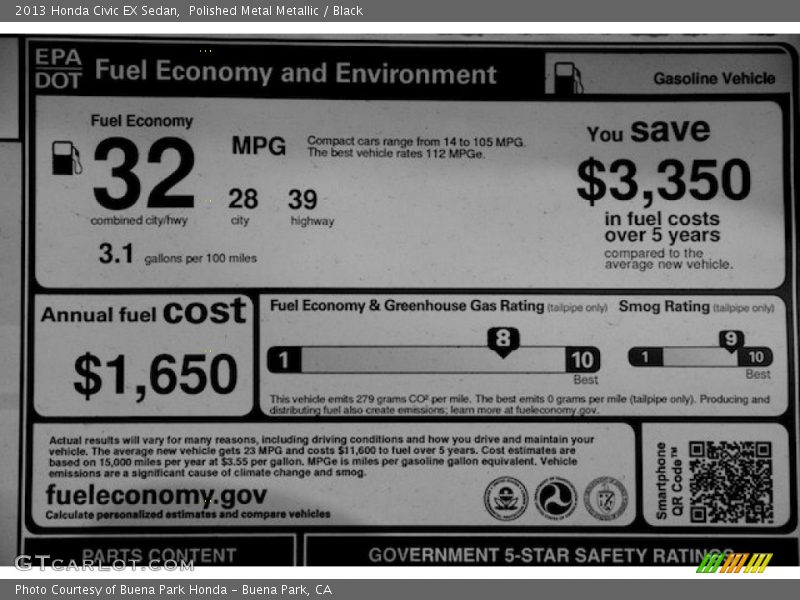 2013 Honda Civic EX Sedan, Polished Metal Metallic / Black
EPA
DOT
Fuel Economy and Environment
Gasoline Vehicle
Fuel Economy
32
combined city/hwy
MPG
28
city
39
highway
3.1 gallons per 100 miles
Compact cars range from 14 to 105 MPG.
The best vehicle rates 112 MPGe.
You save
$3,350
in fuel costs
over 5 years
compared to the
average new vehicle.
Annual fuel cost
$1,650
Fuel Economy & Greenhouse Gas Rating (tailpipe only)
1
8
10
Best
Smog Rating (tailpipe only)
1
9
10
Best
This vehicle emits 279 grams CO² per mile. The best emits 0 grams per mile (tailpipe only). Producing and
distributing fuel also create emissions; learn more at fueleconomy.gov.
Actual results will vary for many reasons, including driving conditions and how you drive and maintain your
vehicle. The average new vehicle gets 23 MPG and costs $11,600 to fuel over 5 years. Cost estimates are
based on 15,000 miles per year at $3.55 per gallon. MPGe is miles per gasoline gallon equivalent. Vehicle
emissions are a significant cause of climate change and smog.
fueleconomy.gov
Calculate personalized estimates and compare vehicles
Smartphone
QR Code™
PARTS CONTENT
GOVERNMENT 5-STAR SAFETY RATINGS
GTCarLot.com
Photo Courtesy of Buena Park Honda - Buena Park, CA